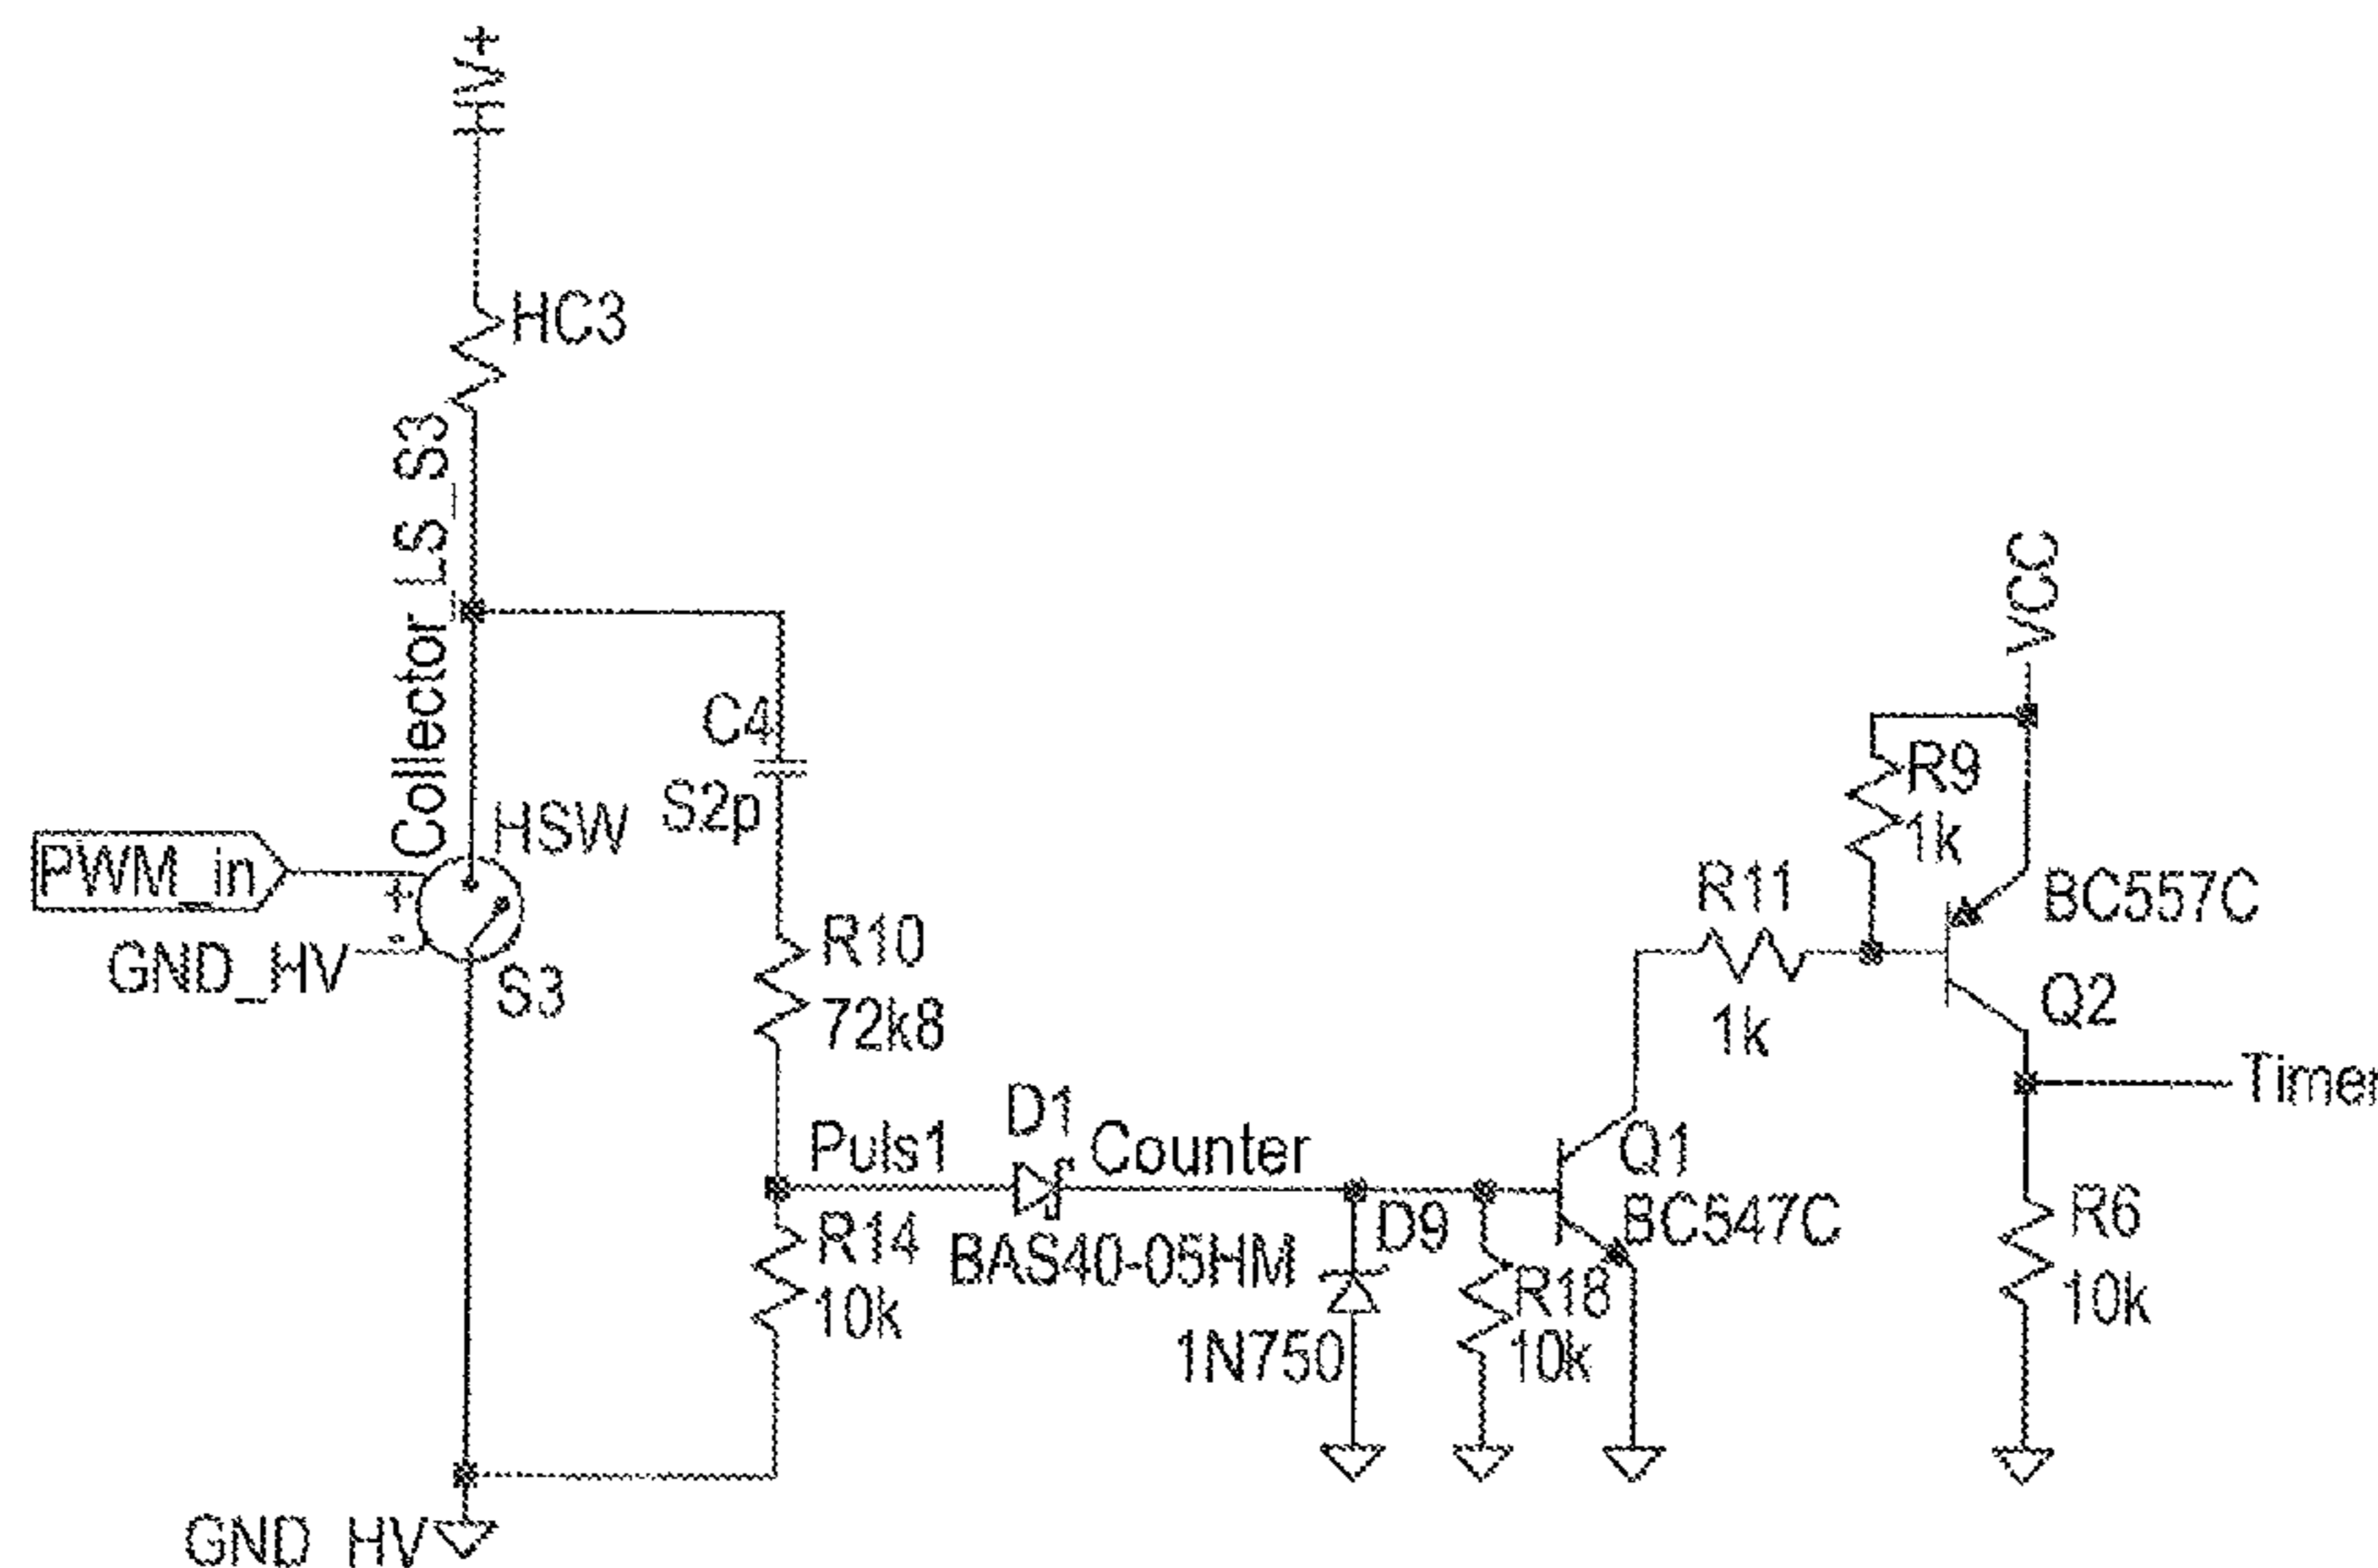 HV+
HC3
Colllector_LS_S3
VCC
C4
S2p
R9
1k
HSW
PWM_in
+
-
GND_HV
S3
R10
72k8
R11
1k
BC557C
Q2
Timer
Puls1
D1
Counter
Q1
BC547C
R14
10k
BAS40-05HM
D9
1N750
R18
10k
R6
10k
GND_HV